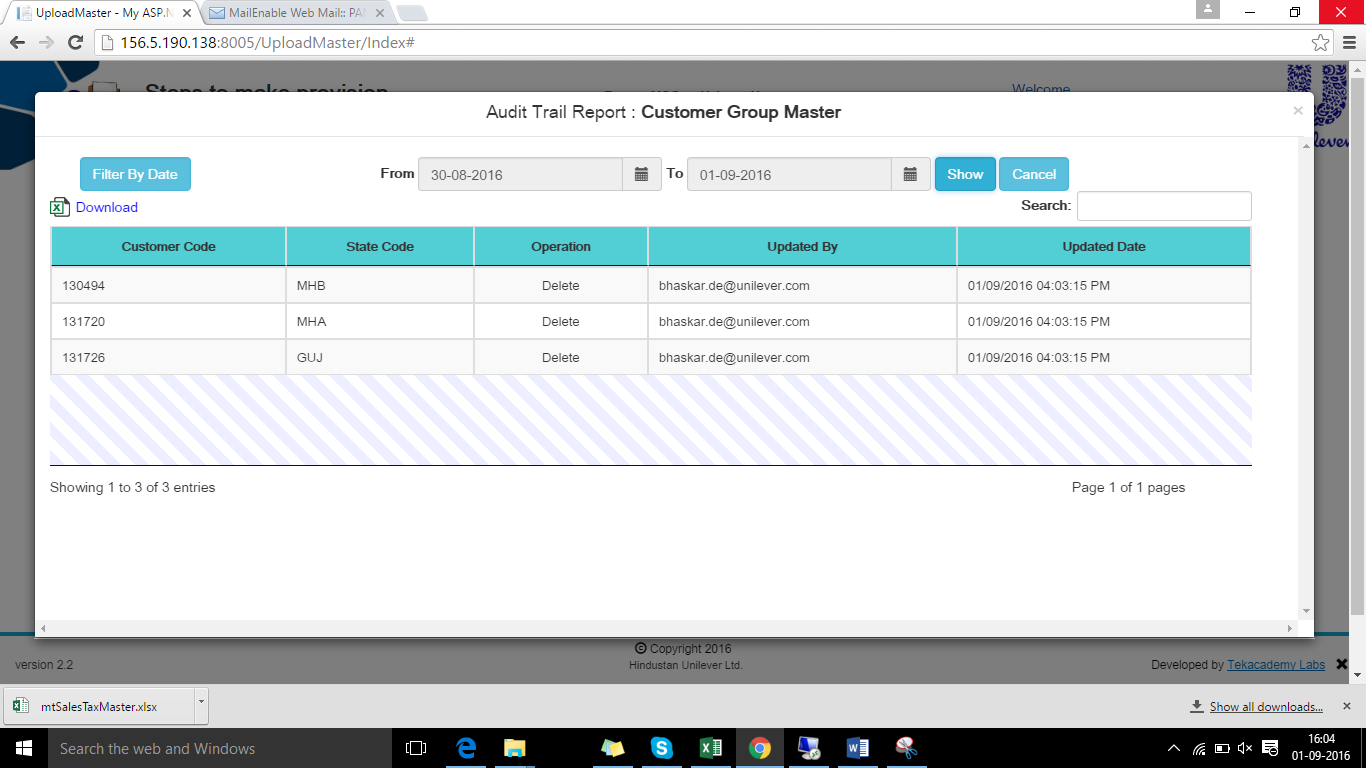 UploadMaster - My ASP.N
MailEnable Web Mail:: PAN
156.5.190.138:8005/UploadMaster/Index#
Steps to make provision
Welcome
Audit Trail Report : Customer Group Master
×
Filter By Date
From 30-08-2016 To 01-09-2016 Show Cancel
Download
Search:
Customer Code State Code Operation Updated By Updated Date
130494 MHB Delete bhaskar.de@unilever.com 01/09/2016 04:03:15 PM
131720 MHA Delete bhaskar.de@unilever.com 01/09/2016 04:03:15 PM
131726 GUJ Delete bhaskar.de@unilever.com 01/09/2016 04:03:15 PM
Showing 1 to 3 of 3 entries Page 1 of 1 pages
© Copyright 2016
version 2.2 Hindustan Unilever Ltd. Developed by Tekacademy Labs
mtSalesTaxMaster.xlsx Show all downloads...
Search the web and Windows
16:04
01-09-2016